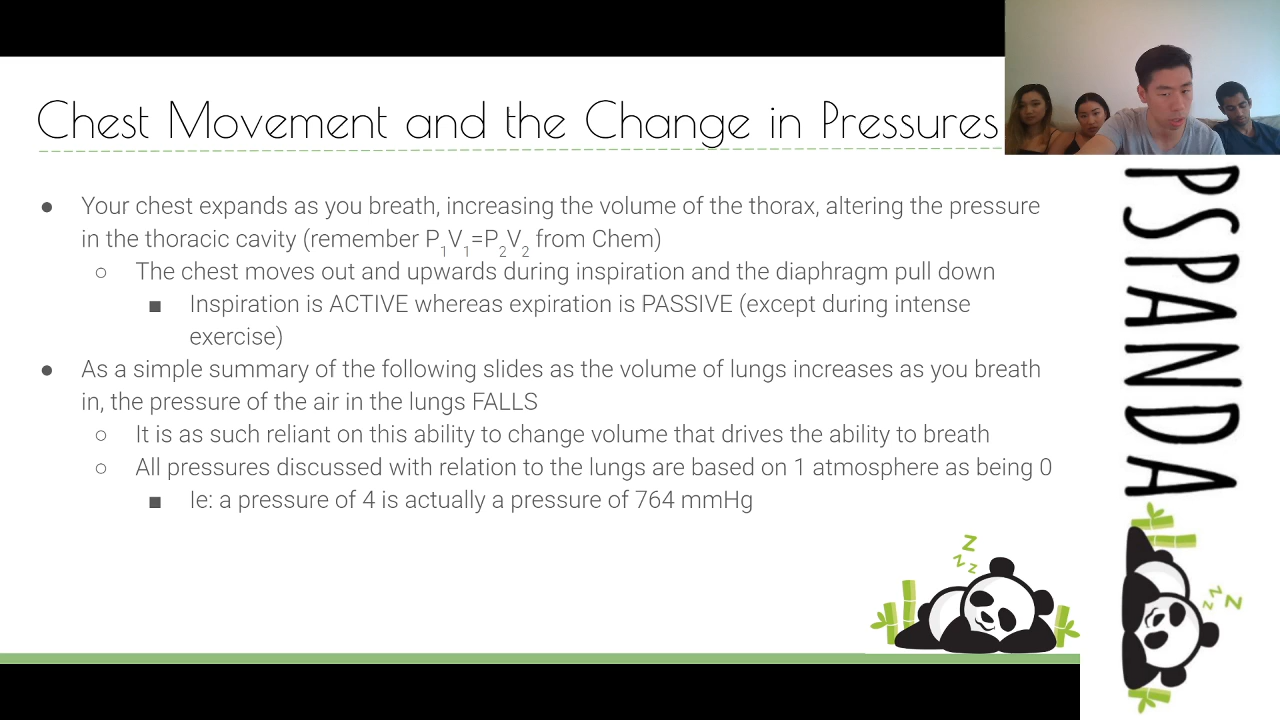 Chest Movement and the Change in Pressures
● Your chest expands as you breath, increasing the volume of the thorax, altering the pressure
in the thoracic cavity (remember P1V1=P2V2 from Chem)
○ The chest moves out and upwards during inspiration and the diaphragm pull down
■ Inspiration is ACTIVE whereas expiration is PASSIVE (except during intense
exercise)
● As a simple summary of the following slides as the volume of lungs increases as you breath
in, the pressure of the air in the lungs FALLS
○ It is as such reliant on this ability to change volume that drives the ability to breath
○ All pressures discussed with relation to the lungs are based on 1 atmosphere as being 0
■ Ie: a pressure of 4 is actually a pressure of 764 mmHg
z z z
PSPANDA
z z z